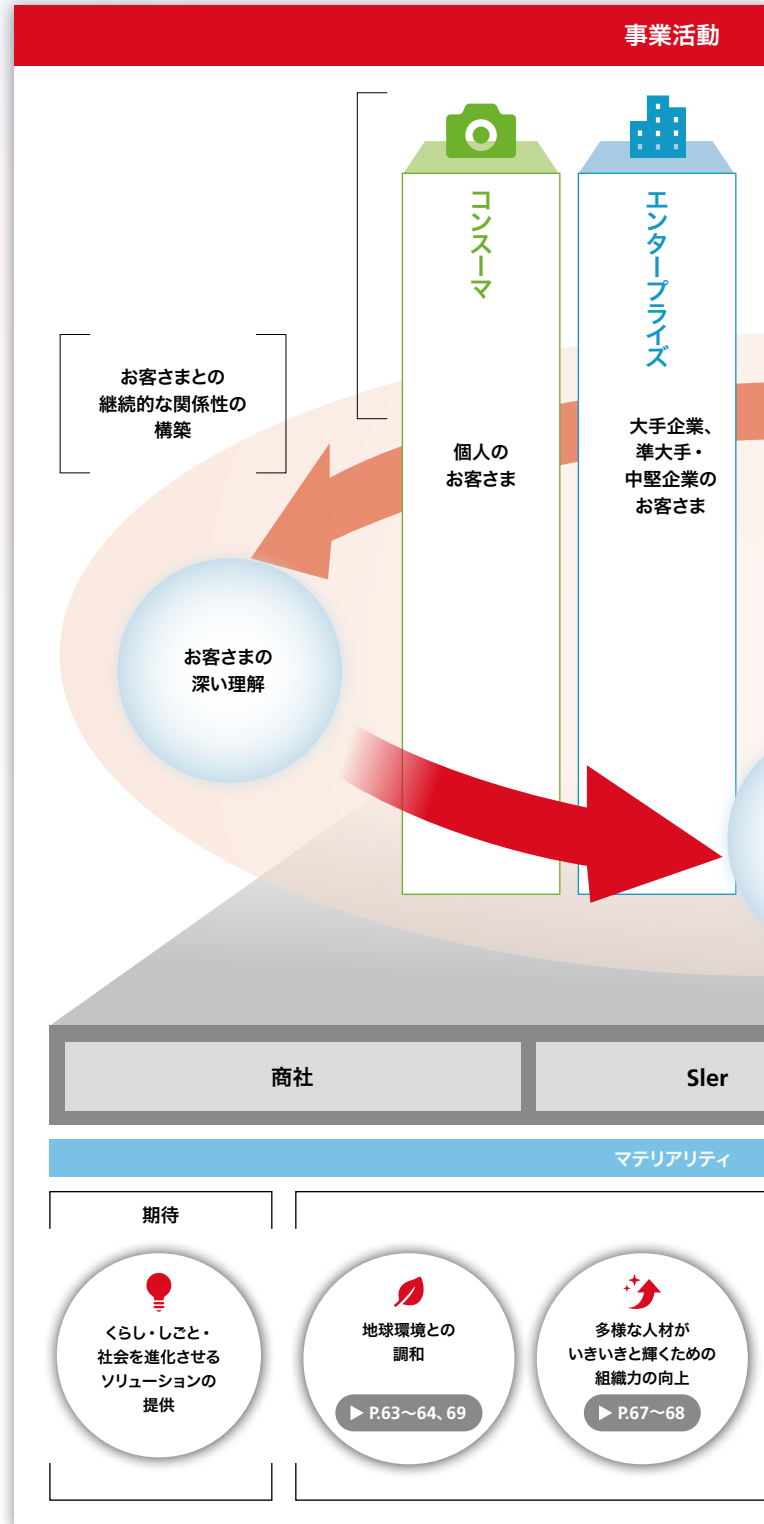 事業活動
コンスーマ
エンタープライズ
お客さまとの
継続的な関係性の
構築
個人の
お客さま
大手企業、
準大手・
中堅企業の
お客さま
お客さまの
深い理解
商社
SIer
マテリアリティ
期待
くらし・しごと・
社会を進化させる
ソリューションの
提供
地球環境との
調和
▶ P.63～64、69
多様な人材が
いきいきと輝くための
組織力の向上
▶ P.67～68